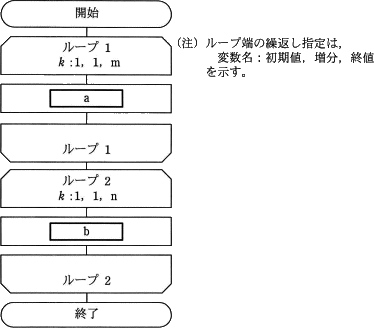 開始
ループ 1
k:1, 1, m
a
ループ 1
ループ 2
k:1, 1, n
b
ループ 2
終了
(注) ループ端の繰返し指定は,
変数名:初期値, 増分, 終値
を示す。